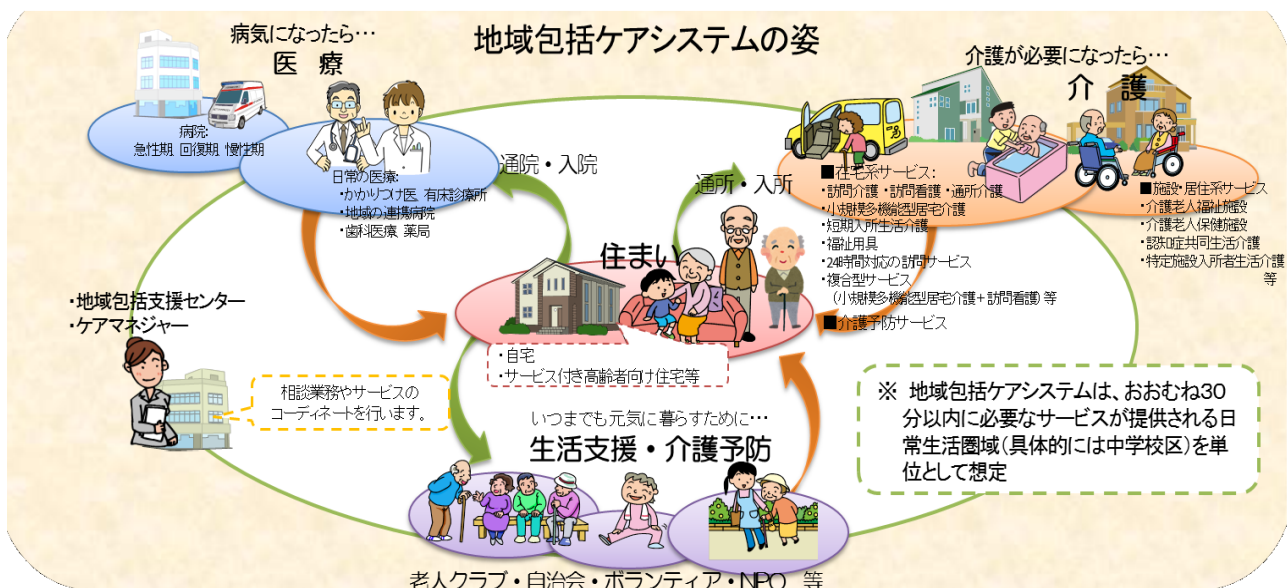 地域包括ケアシステムの姿
病気になったら…
医 療
病院:
急性期 回復期 慢性期
日常の医療:
・かかりつけ医 有床診療所
・地域の連携病院
・歯科医療 薬局
通院・入院
通所・入所
介護が必要になったら…
介 護
■在宅系サービス:
・訪問介護 ・訪問看護 ・通所介護
・小規模多機能型居宅介護
・短期入所生活介護
・福祉用具
・24時間対応の訪問サービス
・複合型サービス
(小規模多機能型居宅介護+訪問看護) 等
■介護予防サービス
■施設・居住系サービス
・介護老人福祉施設
・介護老人保健施設
・認知症共同生活介護
・特定施設入所者生活介護
等
住まい
・自宅
・サービス付き高齢者向け住宅等
・地域包括支援センター
・ケアマネジャー
相談業務やサービスの
コーディネートを行います。
いつまでも元気に暮らすために…
生活支援・介護予防
老人クラブ・自治会・ボランティア・NPO 等
※ 地域包括ケアシステムは、おおむね30
分以内に必要なサービスが提供される日
常生活圏域(具体的には中学校区)を単
位として想定